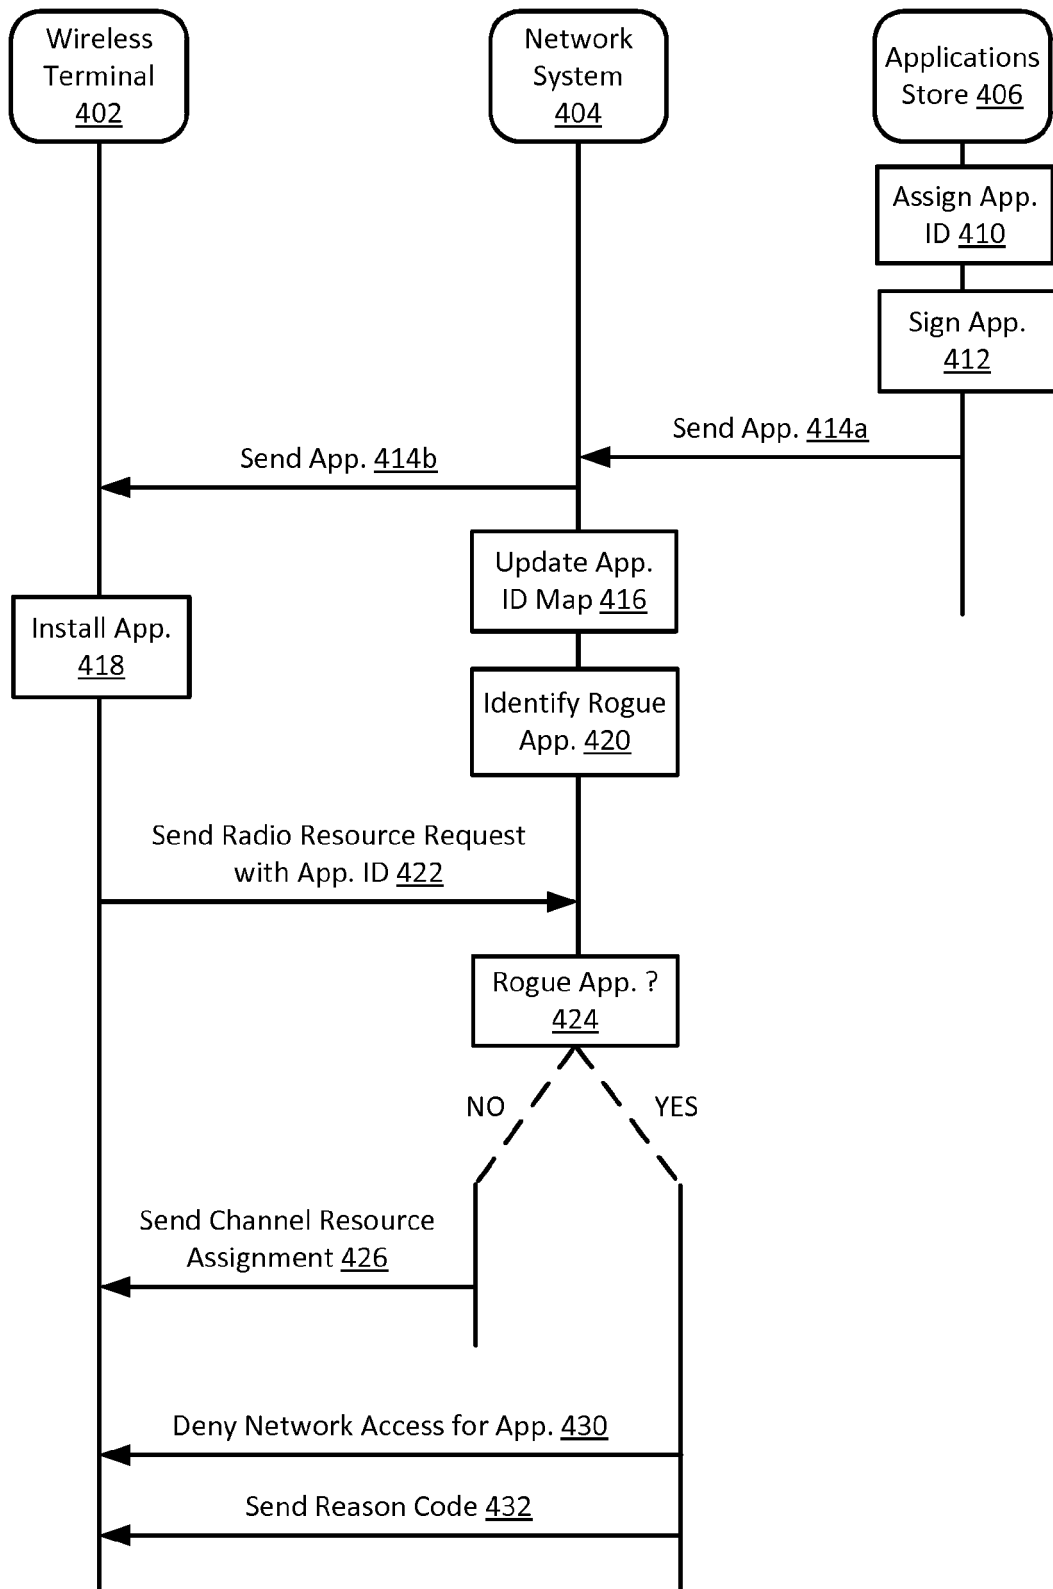 Wireless
Terminal
402
Network
System
404
Applications
Store 406
Assign App.
ID 410
Sign App.
412
Send App. 414a
Send App. 414b
Update App.
ID Map 416
Install App.
418
Identify Rogue
App. 420
Send Radio Resource Request
with App. ID 422
Rogue App. ?
424
NO
YES
Send Channel Resource
Assignment 426
Deny Network Access for App. 430
Send Reason Code 432